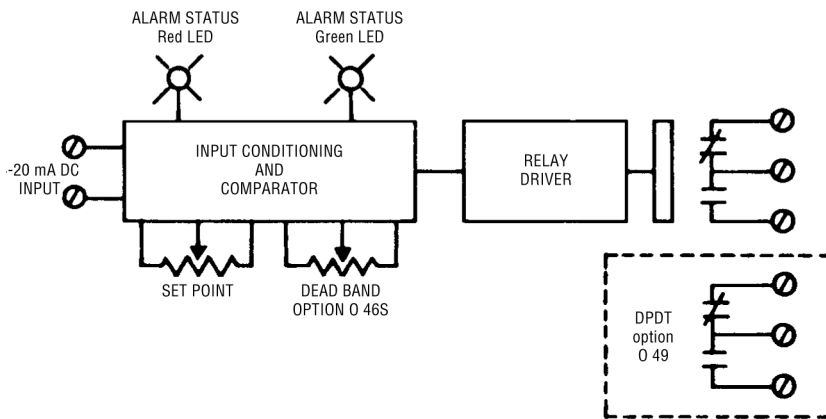 ALARM STATUS
Red LED
ALARM STATUS
Green LED
-20 mA DC
INPUT
INPUT CONDITIONING
AND
COMPARATOR
RELAY
DRIVER
SET POINT
DEAD BAND
OPTION O 46S
DPDT
option
O 49